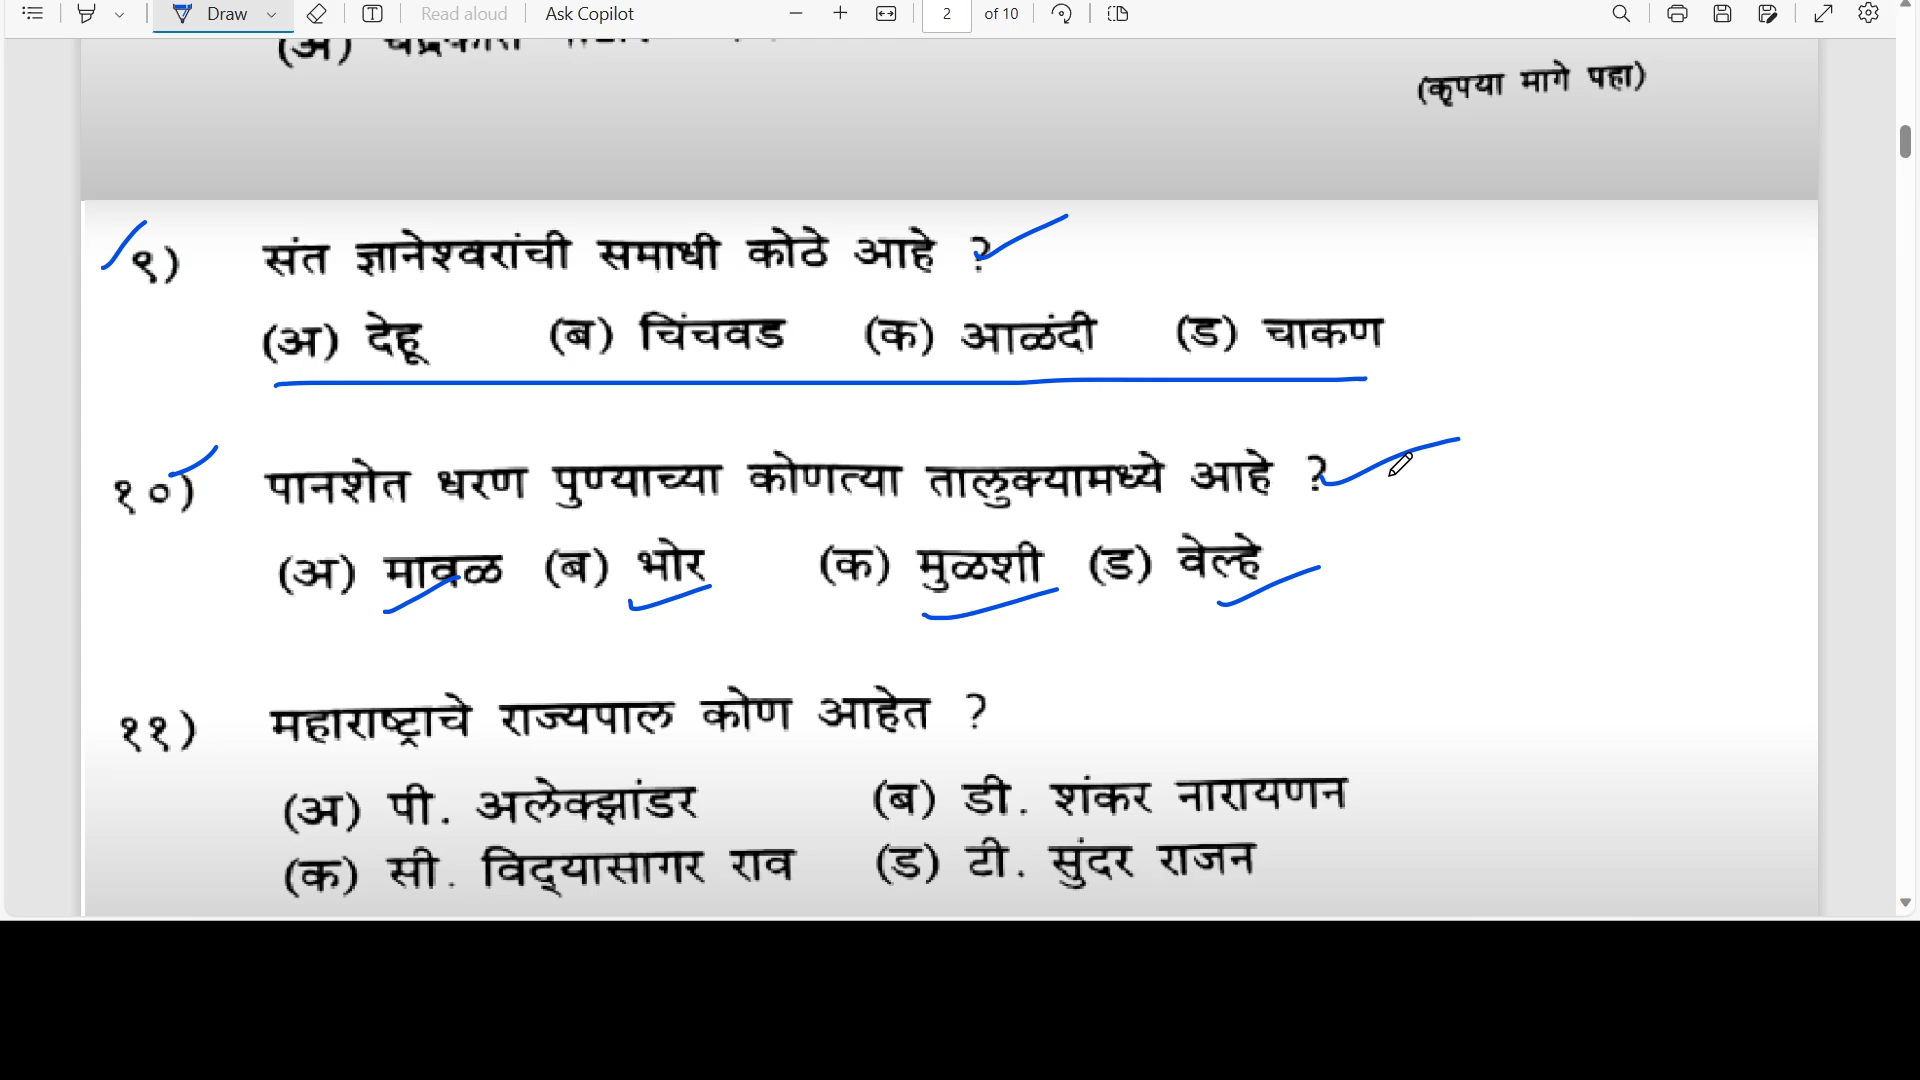 Draw
Read aloud
Ask Copilot
2 of 10
(अ)
(कृपया मागे पहा)
९) संत ज्ञानेश्वरांची समाधी कोठे आहे ?
(अ) देहू (ब) चिंचवड (क) आळंदी (ड) चाकण
१०) पानशेत धरण पुण्याच्या कोणत्या तालुक्यामध्ये आहे ?
(अ) मावळ (ब) भोर (क) मुळशी (ड) वेल्हे
११) महाराष्ट्राचे राज्यपाल कोण आहेत ?
(अ) पी. अलेक्झांडर (ब) डी. शंकर नारायणन
(क) सी. विद्‌यासागर राव (ड) टी. सुंदर राजन